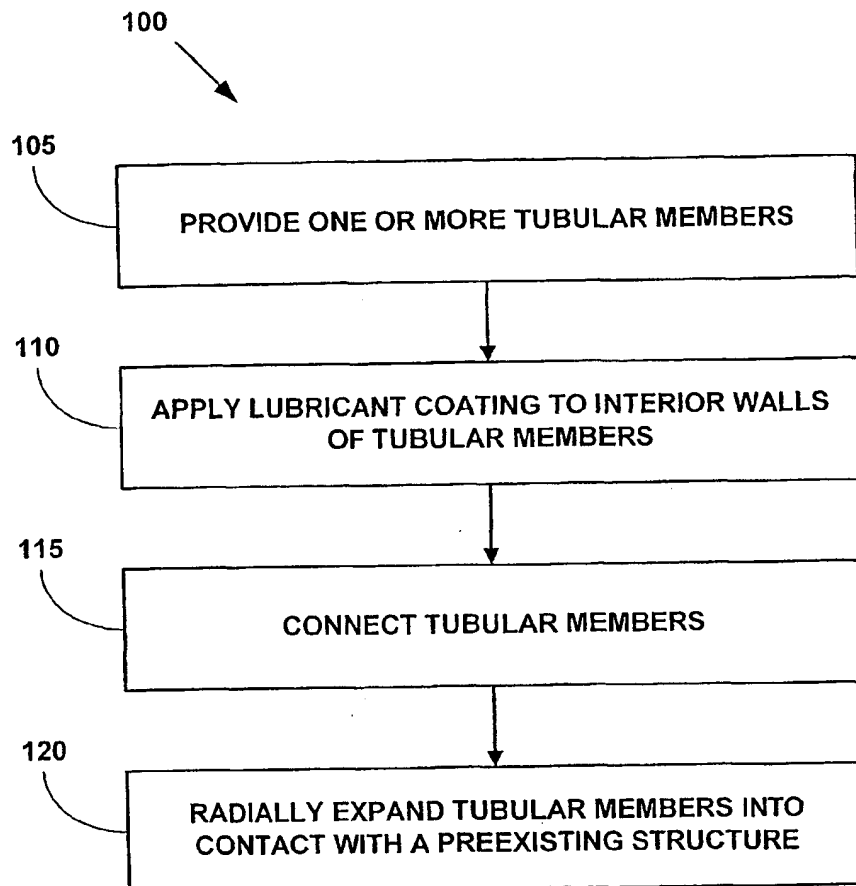 100
105
PROVIDE ONE OR MORE TUBULAR MEMBERS
110
APPLY LUBRICANT COATING TO INTERIOR WALLS
OF TUBULAR MEMBERS
115
CONNECT TUBULAR MEMBERS
120
RADIALLY EXPAND TUBULAR MEMBERS INTO
CONTACT WITH A PREEXISTING STRUCTURE